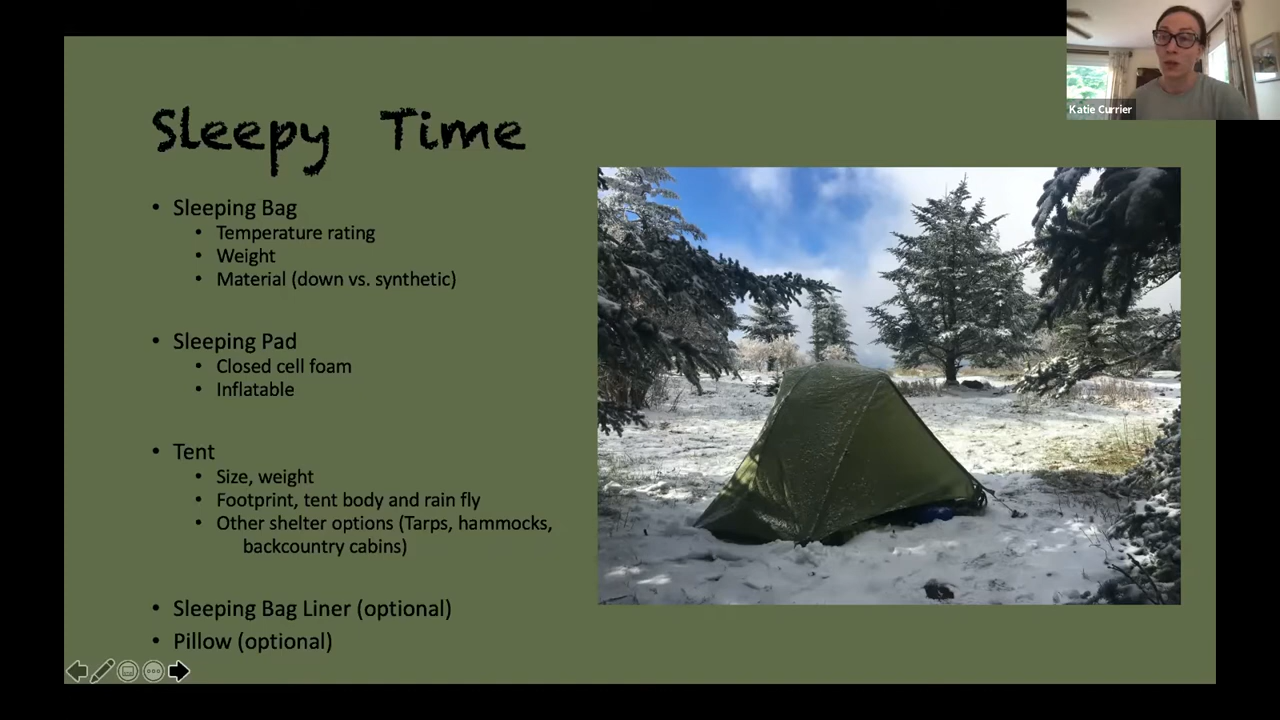 Katie Currier
Sleepy Time
• Sleeping Bag
• Temperature rating
• Weight
• Material (down vs. synthetic)
• Sleeping Pad
• Closed cell foam
• Inflatable
• Tent
• Size, weight
• Footprint, tent body and rain fly
• Other shelter options (Tarps, hammocks,
backcountry cabins)
• Sleeping Bag Liner (optional)
• Pillow (optional)